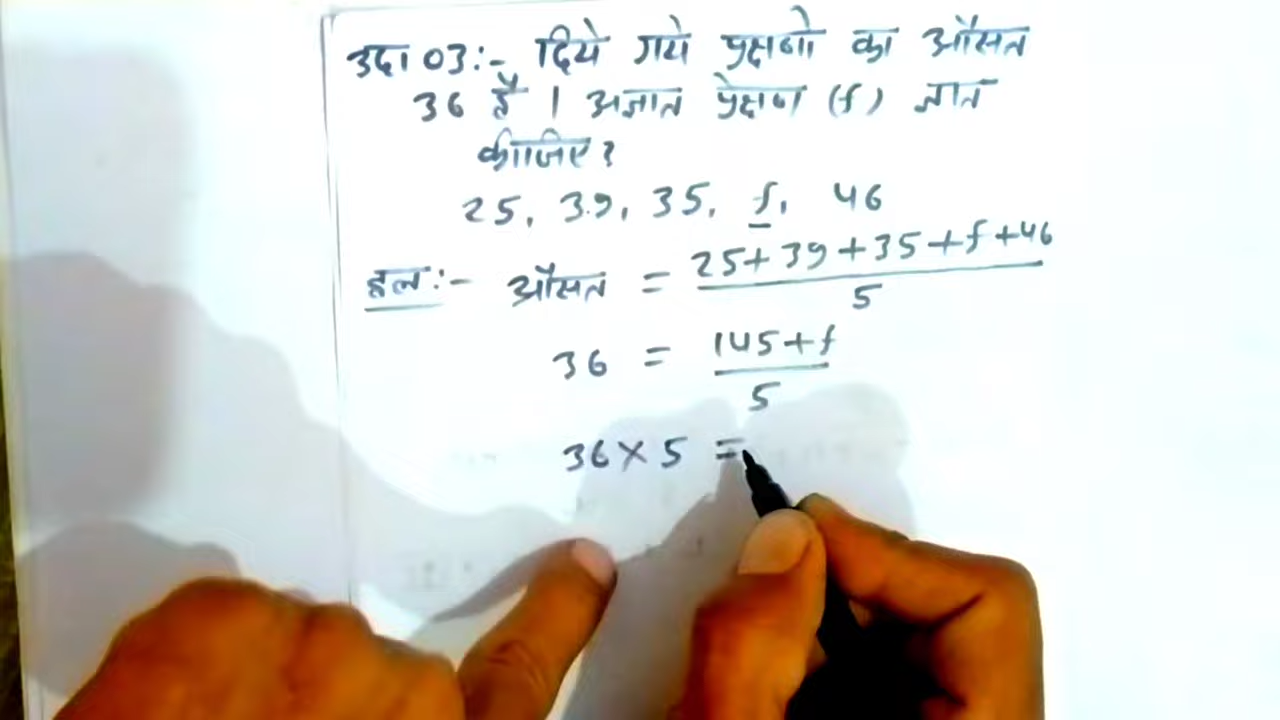 उदा 03:- दिये गये प्रक्षणो का औसत
36 है । अज्ञात प्रेक्षण (f) ज्ञात
कीजिए?
25, 39, 35, f, 46
हल:- औसत = 25+39+35+f+46 / 5
36 = 145+f / 5
36×5 =